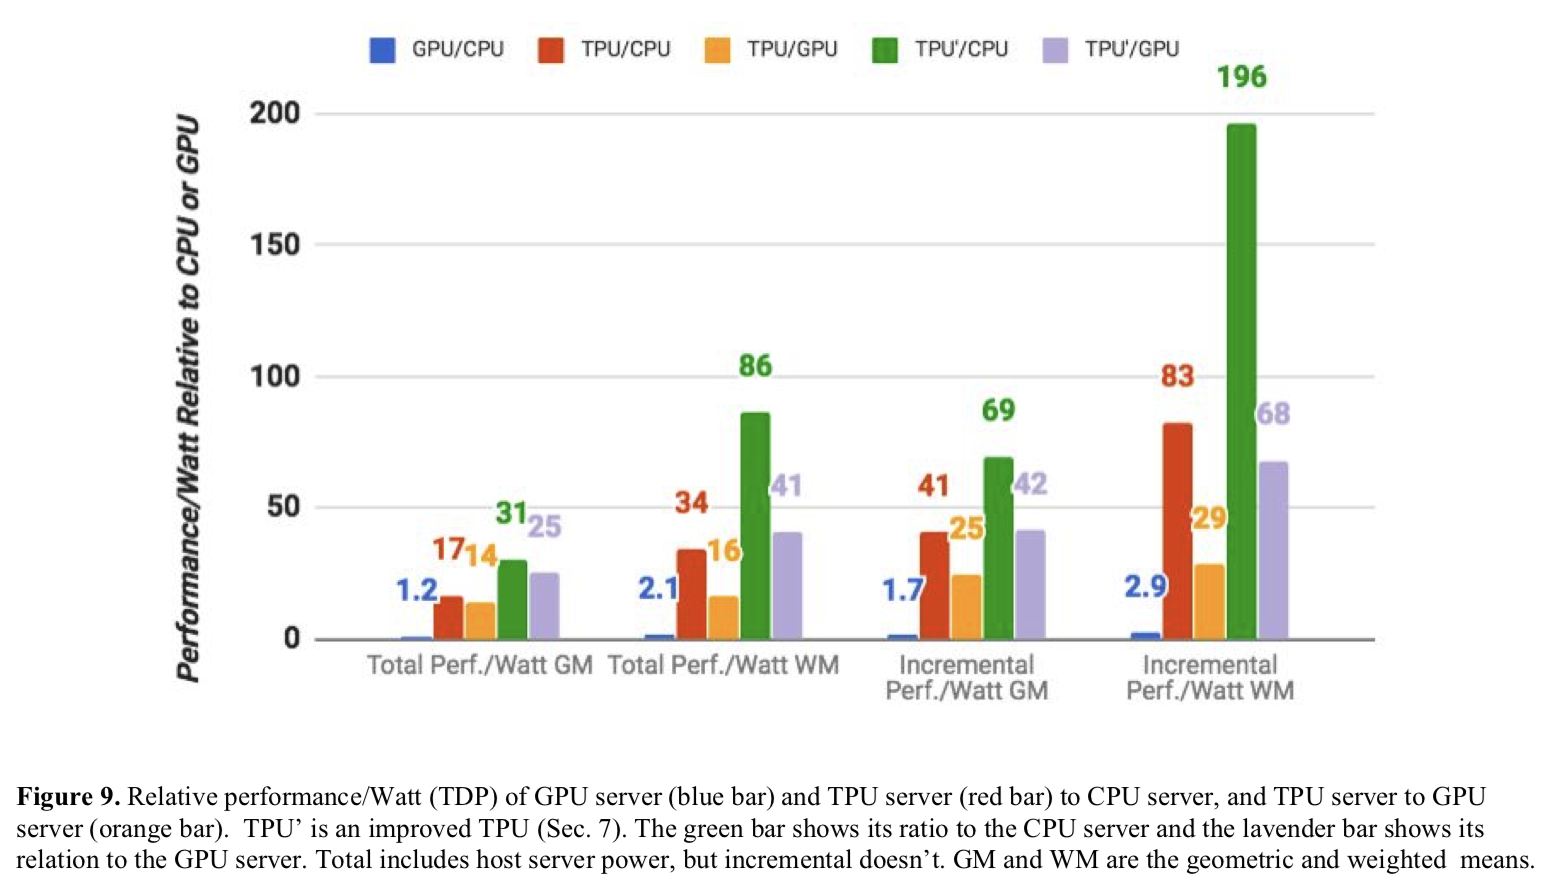 GPU/CPU TPU/CPU TPU/GPU TPU'/CPU TPU'/GPU
Performance/Watt Relative to CPU or GPU
200
150
100
50
0
1.2 17 14 31 25
2.1 34 16 86 41
1.7 41 25 69 42
2.9 83 29 196 68
Total Perf./Watt GM
Total Perf./Watt WM
Incremental
Perf./Watt GM
Incremental
Perf./Watt WM
Figure 9. Relative performance/Watt (TDP) of GPU server (blue bar) and TPU server (red bar) to CPU server, and TPU server to GPU
server (orange bar).  TPU’ is an improved TPU (Sec. 7). The green bar shows its ratio to the CPU server and the lavender bar shows its
relation to the GPU server. Total includes host server power, but incremental doesn’t. GM and WM are the geometric and weighted  means.